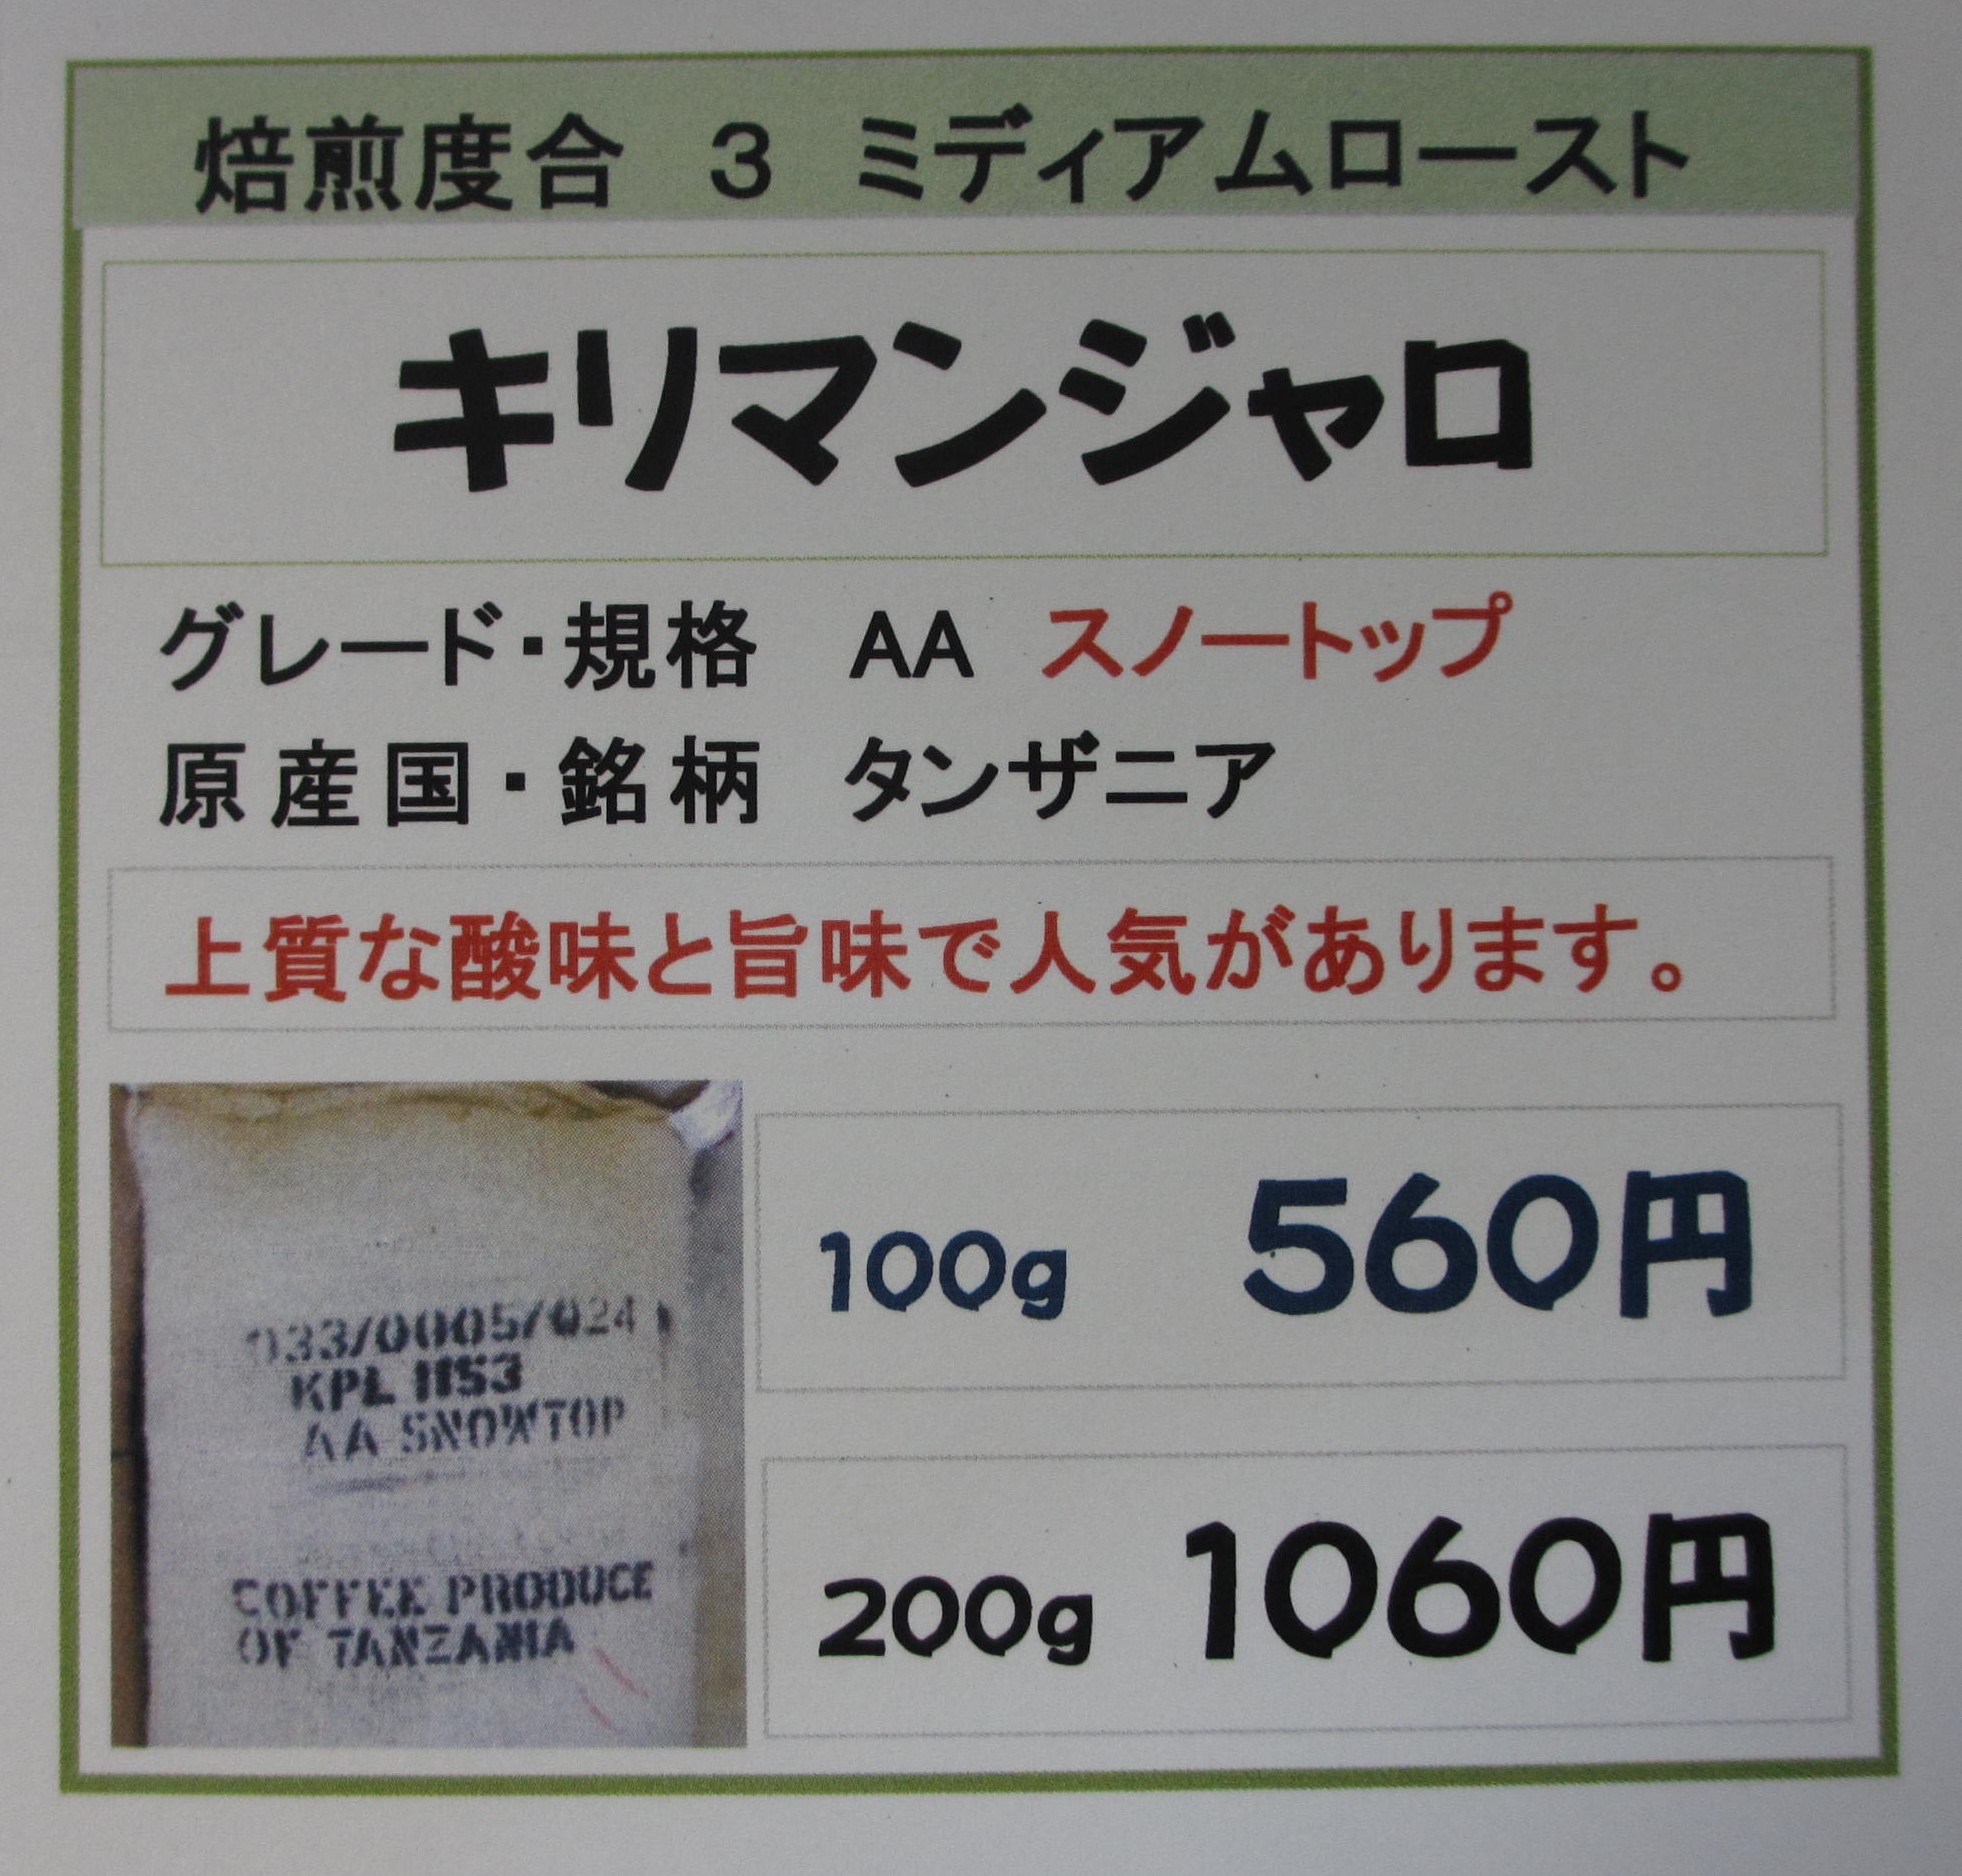 焙煎度合　3　ミディアムロースト
キリマンジャロ
グレード・規格　AA スノートップ
原産国・銘柄　タンザニア
上質な酸味と旨味で人気があります。
033/0005/024
KPL 1153
AA SNOWTOP
COFFEE PRODUCE
OF TANZANIA
100g 560円
200g 1060円